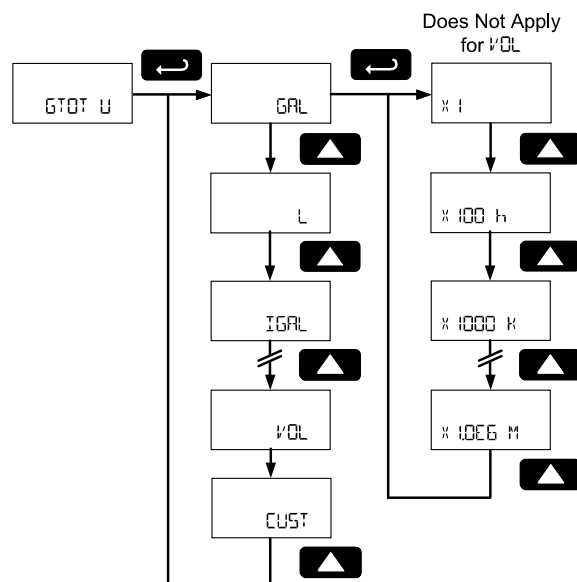 Does Not Apply
for VOL
GTOT U
GAL
X 1
L
X 100 h
IGAL
X 1000 K
VOL
X 1.0E6 M
CUST